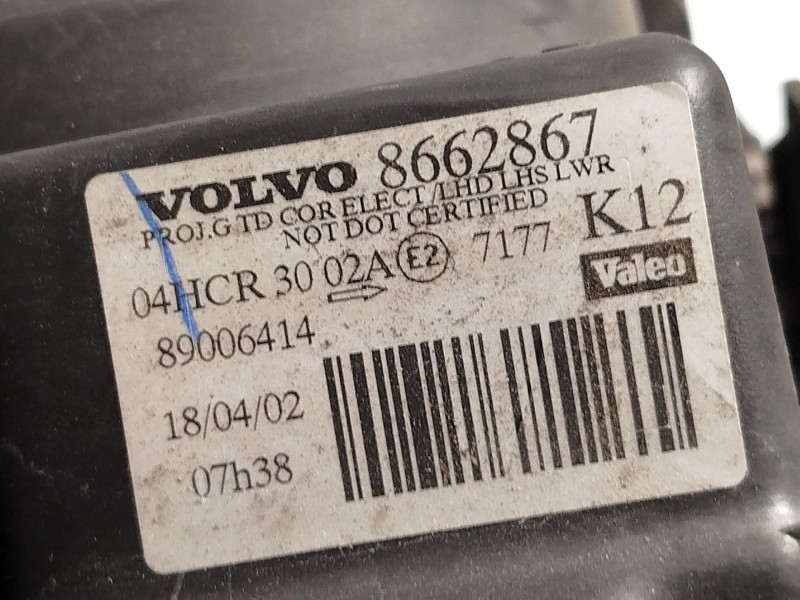 VOLVO 8662867
PROJ.G TD COR ELECT/LHD LHS LWR
NOT DOT CERTIFIED
K12
04HCR 30 02A E2 7177
Valeo
89006414
18/04/02
07h38